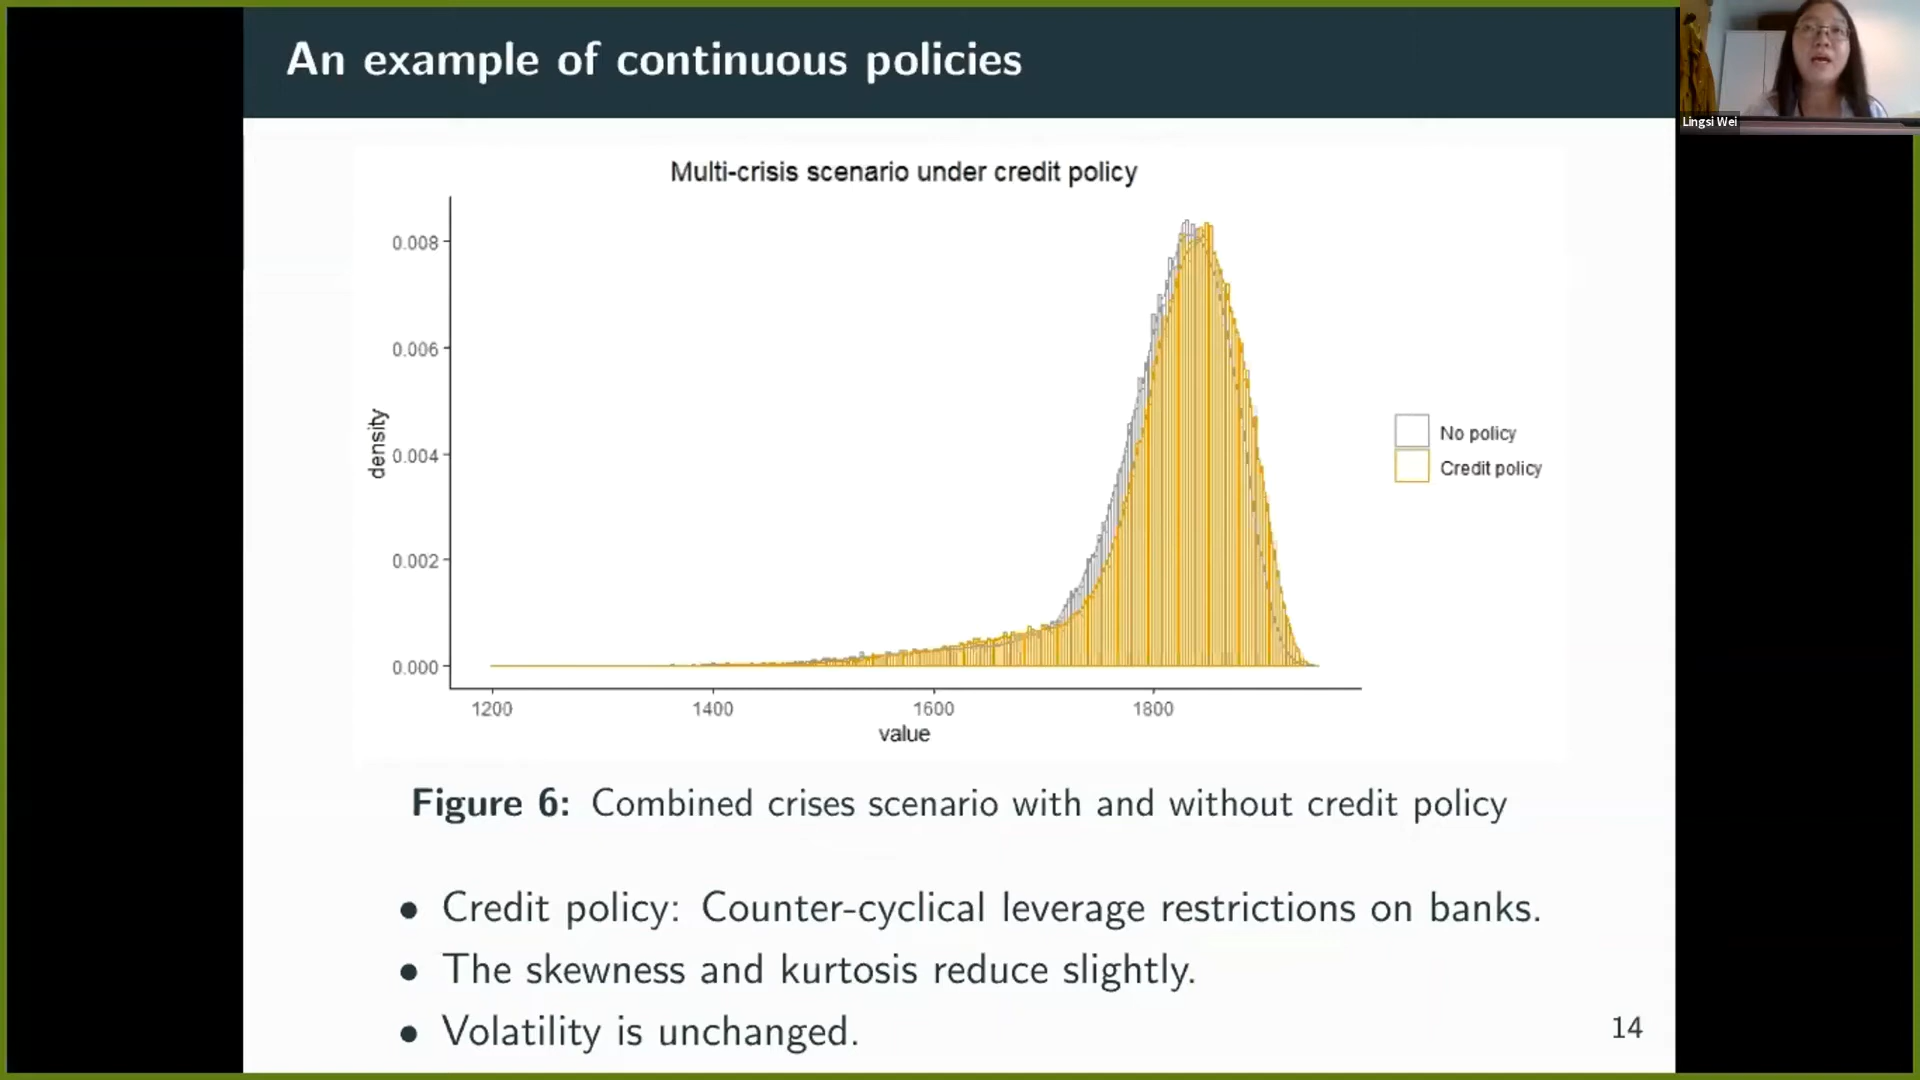 An example of continuous policies
Lingsi Wei
Multi-crisis scenario under credit policy
0.008
0.006
0.004
0.002
0.000
density
1200 1400 1600 1800
value
No policy
Credit policy
Figure 6: Combined crises scenario with and without credit policy
• Credit policy: Counter-cyclical leverage restrictions on banks.
• The skewness and kurtosis reduce slightly.
• Volatility is unchanged.
14